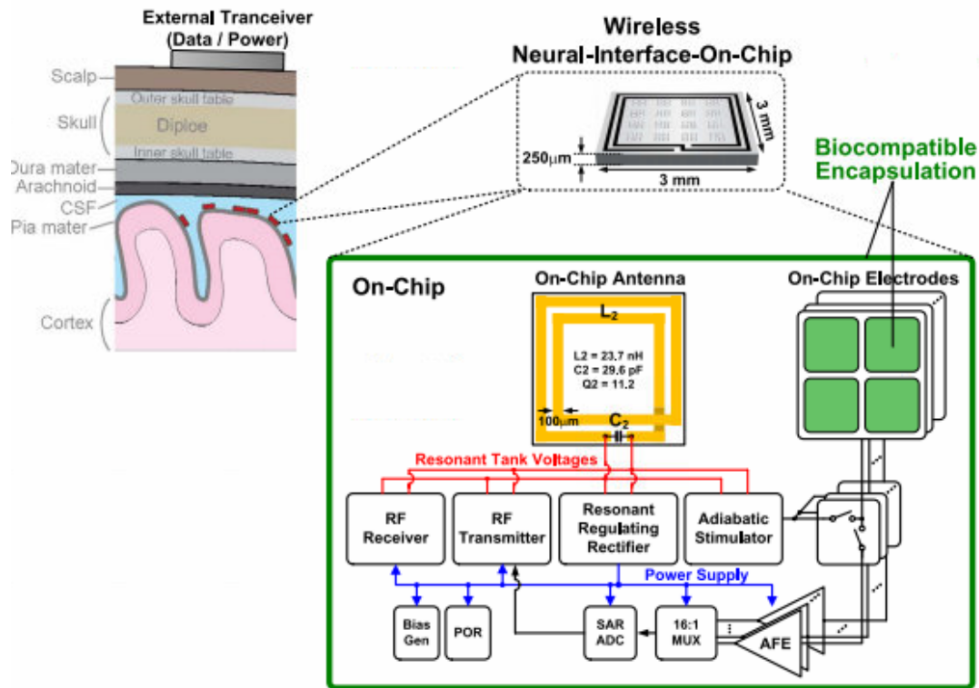 External Tranceiver
(Data / Power)
Scalp
Outer skull table
Skull
Diploe
Inner skull table
Dura mater
Arachnoid
CSF
Pia mater
Cortex
Wireless
Neural-Interface-On-Chip
3 mm
250μm
3 mm
Biocompatible
Encapsulation
On-Chip
On-Chip Antenna
On-Chip Electrodes
L2
L2 = 23.7 nH
C2 = 29.6 pF
Q2 = 11.2
100μm
C2
Resonant Tank Voltages
RF
Receiver
RF
Transmitter
Resonant
Regulating
Rectifier
Adiabatic
Stimulator
Power Supply
Bias
Gen
POR
SAR
ADC
16:1
MUX
AFE